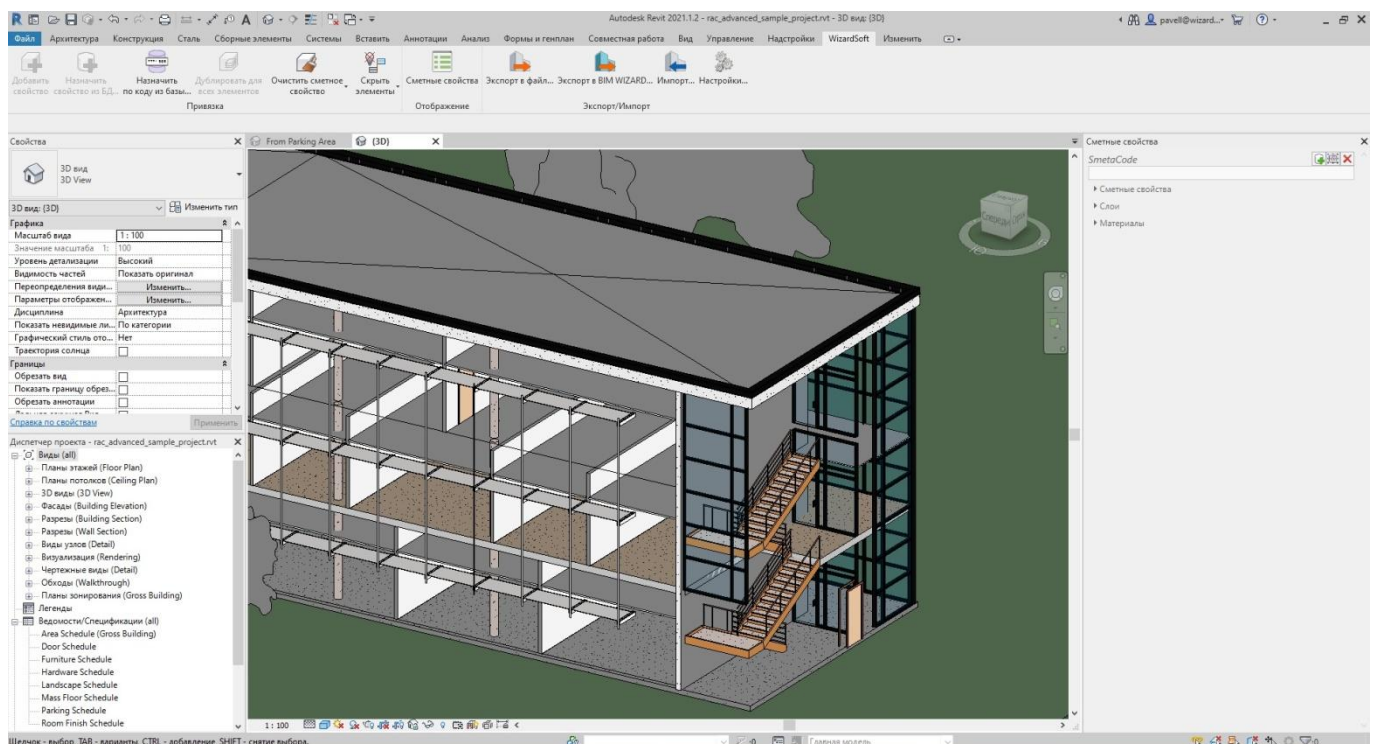 Autodesk Revit 2021.1.2 - rac_advanced_sample_project.rvt - 3D вид: {3D}
pavell@wizard...
Файл Архитектура Конструкция Сталь Сборные элементы Системы Вставить Аннотации Анализ Формы и генплан Совместная работа Вид Управление Надстройки WizardSoft Изменить
Добавить свойство
Назначить свойство из БД...
Назначить по коду из базы...
Дублировать для всех элементов
Очистить сметное свойство
Скрыть элементы
Сметные свойства
Экспорт в файл...
Экспорт в BIM WIZARD...
Импорт...
Настройки...
Привязка
Отображение
Экспорт/Импорт
Свойства
3D вид
3D View
3D вид: {3D}
Изменить тип
Графика
Масштаб вида 1 : 100
Значение масштаба 1: 100
Уровень детализации Высокий
Видимость частей Показать оригинал
Переопределения види... Изменить...
Параметры отображен... Изменить...
Дисциплина Архитектура
Показать невидимые ли... По категории
Графический стиль ото... Нет
Траектория солнца
Границы
Обрезать вид
Показать границу обрез...
Обрезать аннотации
Справка по свойствам
Применить
Диспетчер проекта - rac_advanced_sample_project.rvt
Виды (all)
Планы этажей (Floor Plan)
Планы потолков (Ceiling Plan)
3D виды (3D View)
Фасады (Building Elevation)
Разрезы (Building Section)
Разрезы (Wall Section)
Виды узлов (Detail)
Визуализация (Rendering)
Чертежные виды (Detail)
Обходы (Walkthrough)
Планы зонирования (Gross Building)
Легенды
Ведомости/Спецификации (all)
Area Schedule (Gross Building)
Door Schedule
Furniture Schedule
Hardware Schedule
Landscape Schedule
Mass Floor Schedule
Parking Schedule
Room Finish Schedule
From Parking Area
{3D}
1 : 100
Сметные свойства
SmetaCode
Сметные свойства
Слои
Материалы
Щелчок - выбор, TAB - варианты, CTRL - добавление, SHIFT - снятие выбора.
Главная модель